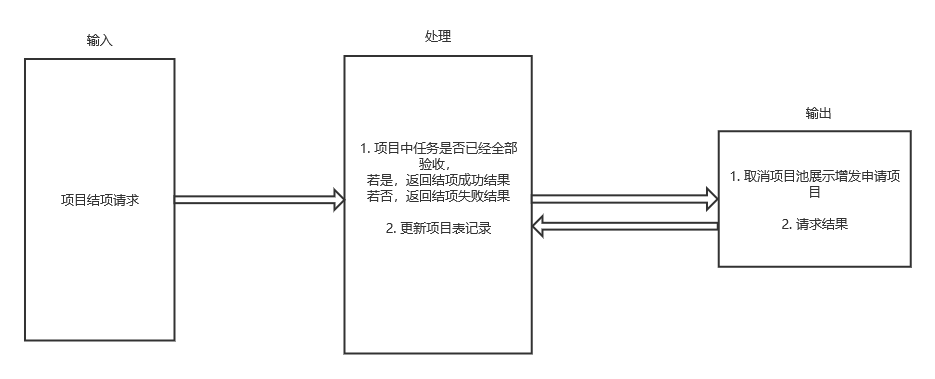 输入
项目结项请求
处理
1. 项目中任务是否已经全部
验收，
若是，返回结项成功结果
若否，返回结项失败结果
2. 更新项目表记录
输出
1. 取消项目池展示增发申请项
目
2. 请求结果